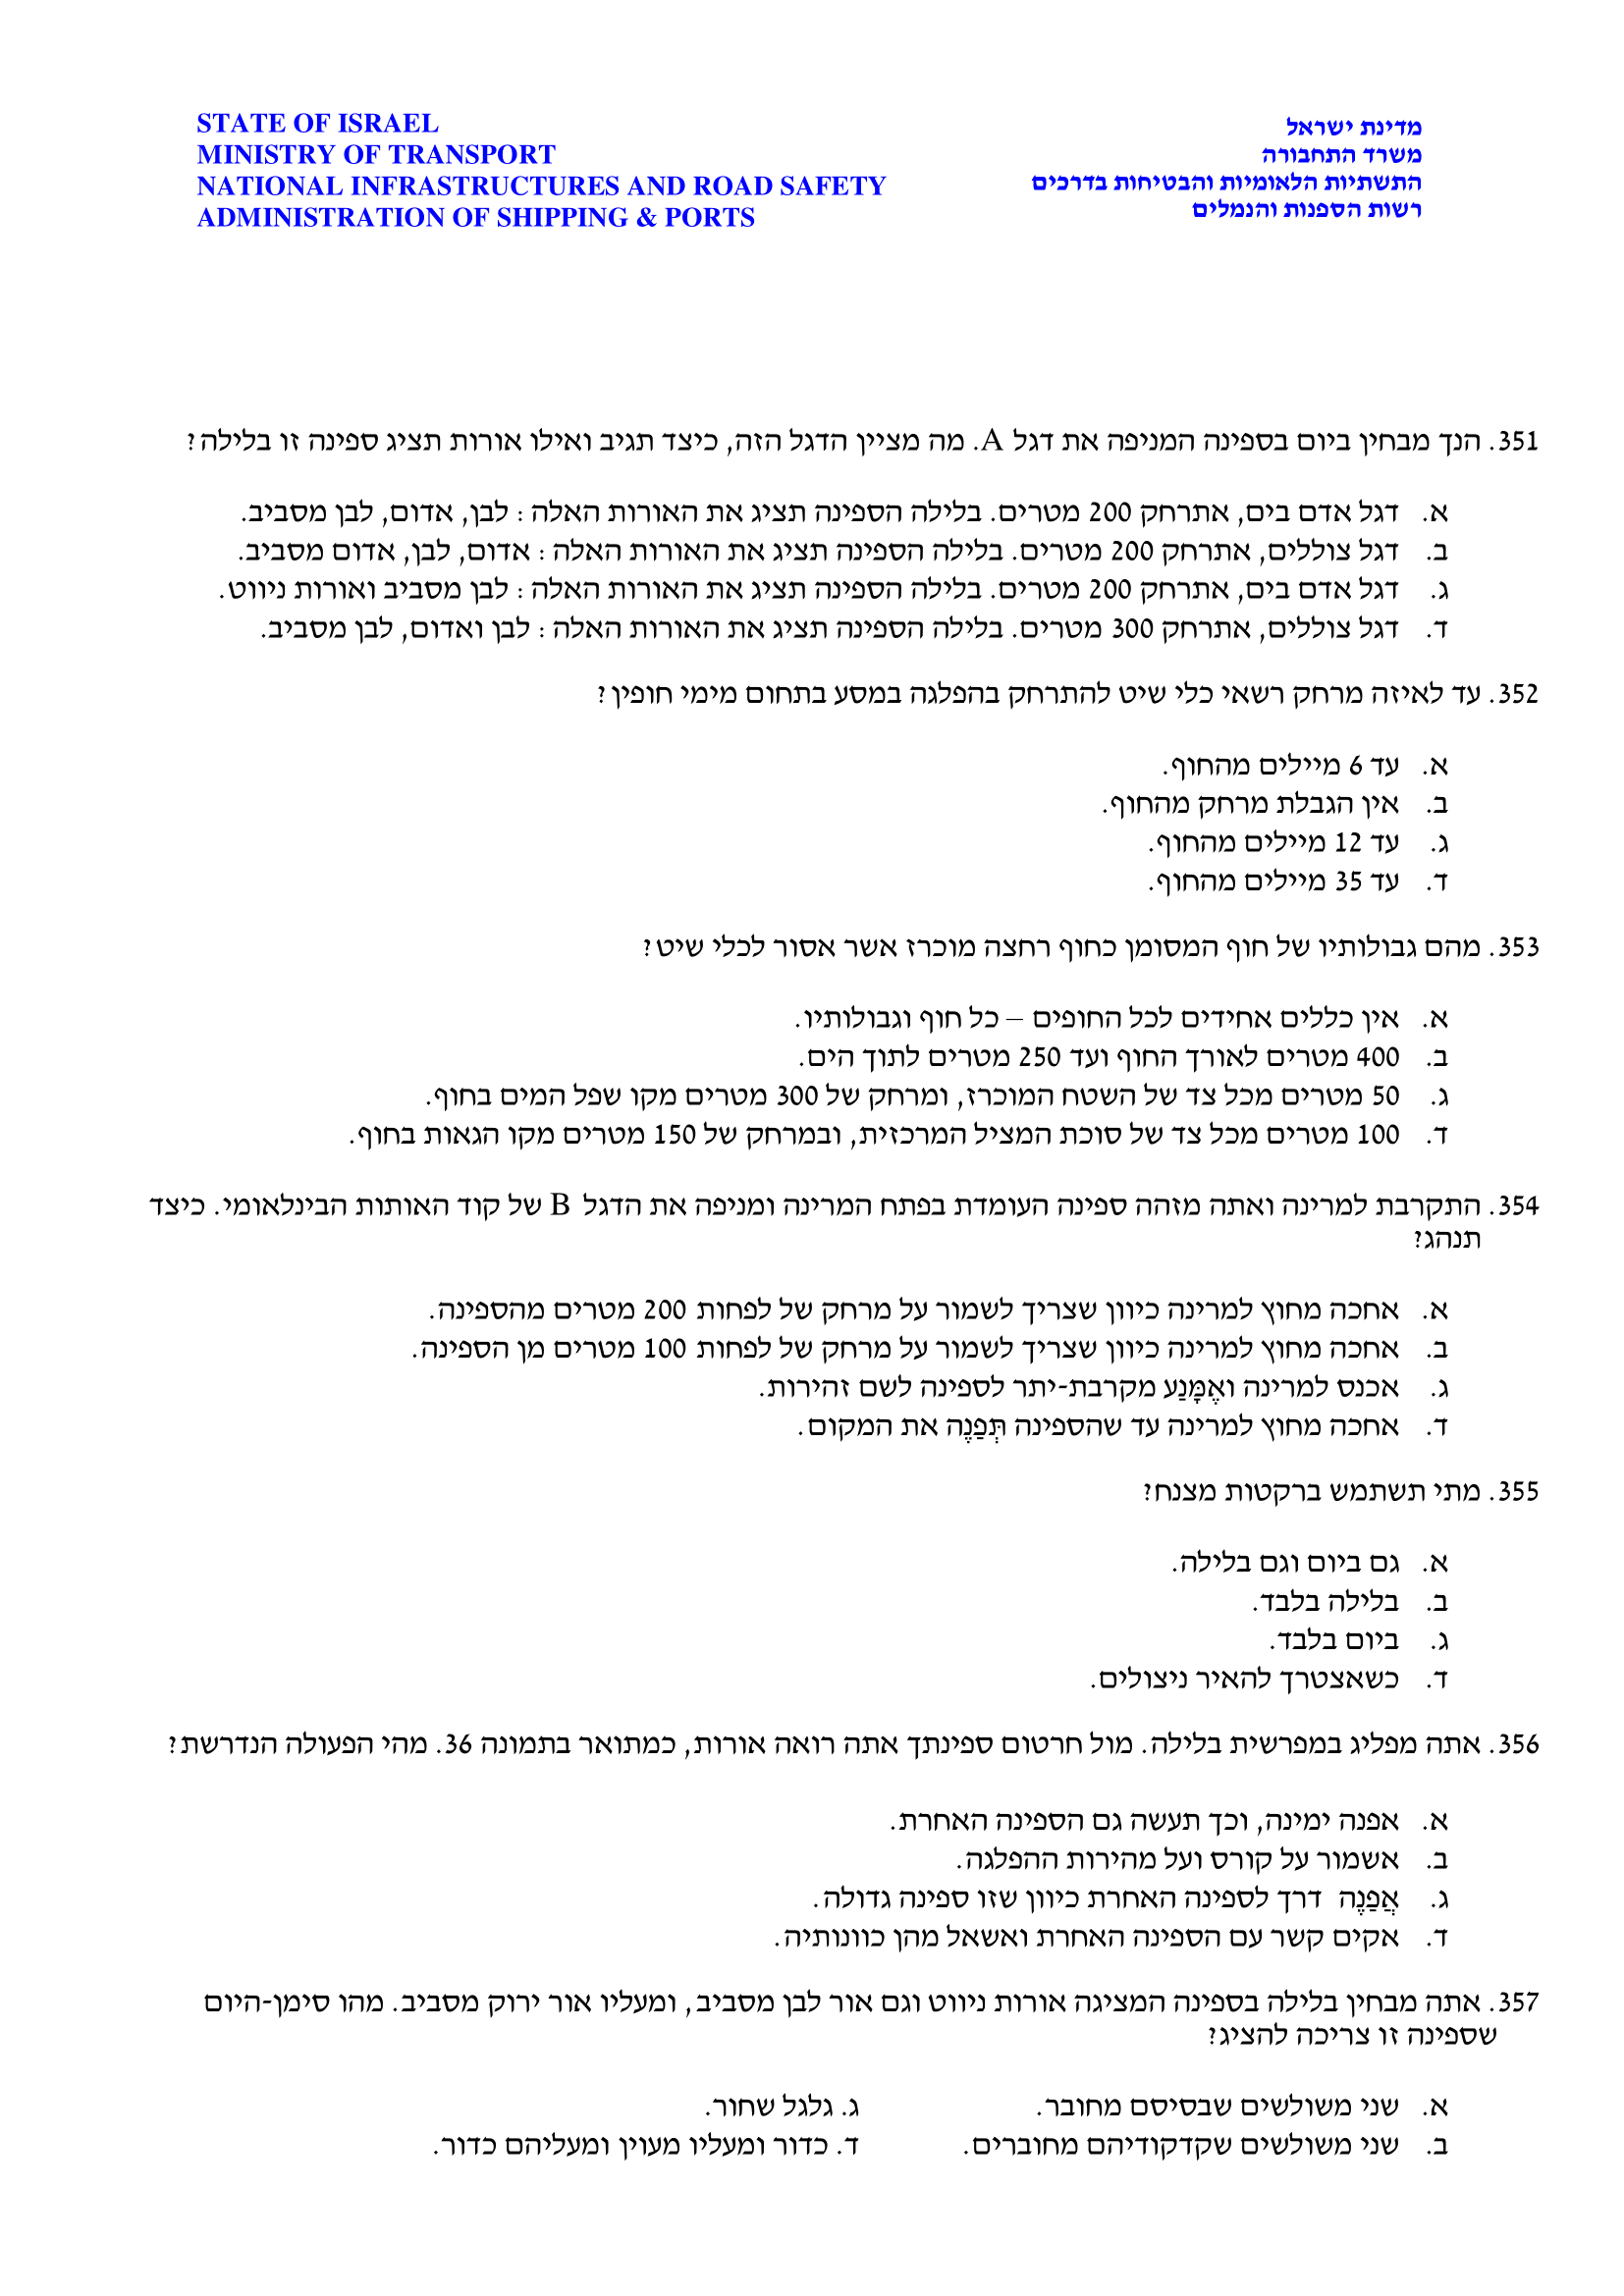 STATE OF ISRAEL
MINISTRY OF TRANSPORT
NATIONAL INFRASTRUCTURES AND ROAD SAFETY
ADMINISTRATION OF SHIPPING & PORTS
מדינת ישראל
משרד התחבורה
התשתיות הלאומיות והבטיחות בדרכים
רשות הספנות והנמלים
351. הנך מבחין ביום בספינה המניפה את דגל A. מה מציין הדגל הזה, כיצד תגיב ואילו אורות תציג ספינה זו בלילה?
א. דגל אדם בים, אתרחק 200 מטרים. בלילה הספינה תציג את האורות האלה: לבן, אדום, לבן מסביב.
ב. דגל צוללים, אתרחק 200 מטרים. בלילה הספינה תציג את האורות האלה: אדום, לבן, אדום מסביב.
ג. דגל אדם בים, אתרחק 200 מטרים. בלילה הספינה תציג את האורות האלה: לבן מסביב ואורות ניווט.
ד. דגל צוללים, אתרחק 300 מטרים. בלילה הספינה תציג את האורות האלה: לבן ואדום, לבן מסביב.
352. עד לאיזה מרחק רשאי כלי שיט להתרחק בהפלגה במסע בתחום מימי חופין?
א. עד 6 מיילים מהחוף.
ב. אין הגבלת מרחק מהחוף.
ג. עד 12 מיילים מהחוף.
ד. עד 35 מיילים מהחוף.
353. מהם גבולותיו של חוף המסומן כחוף רחצה מוכרז אשר אסור לכלי שיט?
א. אין כללים אחידים לכל החופים – כל חוף וגבולותיו.
ב. 400 מטרים לאורך החוף ועד 250 מטרים לתוך הים.
ג. 50 מטרים מכל צד של השטח המוכרז, ומרחק של 300 מטרים מקו שפל המים בחוף.
ד. 100 מטרים מכל צד של סוכת המציל המרכזית, ובמרחק של 150 מטרים מקו הגאות בחוף.
354. התקרבת למרינה ואתה מזהה ספינה העומדת בפתח המרינה ומניפה את הדגל B של קוד האותות הבינלאומי. כיצד
תנהג?
א. אחכה מחוץ למרינה כיוון שצריך לשמור על מרחק של לפחות 200 מטרים מהספינה.
ב. אחכה מחוץ למרינה כיוון שצריך לשמור על מרחק של לפחות 100 מטרים מן הספינה.
ג. אכנס למרינה ואֶמָּנַע מקרבת-יתר לספינה לשם זהירות.
ד. אחכה מחוץ למרינה עד שהספינה תְּפַנֶה את המקום.
355. מתי תשתמש ברקטות מצנח?
א. גם ביום וגם בלילה.
ב. בלילה בלבד.
ג. ביום בלבד.
ד. כשאצטרך להאיר ניצולים.
356. אתה מפליג במפרשית בלילה. מול חרטום ספינתך אתה רואה אורות, כמתואר בתמונה 36. מהי הפעולה הנדרשת?
א. אפנה ימינה, וכך תעשה גם הספינה האחרת.
ב. אשמור על קורס ועל מהירות ההפלגה.
ג. אֲפַנֶה דרך לספינה האחרת כיוון שזו ספינה גדולה.
ד. אקים קשר עם הספינה האחרת ואשאל מהן כוונותיה.
357. אתה מבחין בלילה בספינה המציגה אורות ניווט וגם אור לבן מסביב, ומעליו אור ירוק מסביב. מהו סימן-היום
שספינה זו צריכה להציג?
א. שני משולשים שבסיסם מחובר. ג. גלגל שחור.
ב. שני משולשים שקדקודיהם מחוברים. ד. כדור ומעליו מעוין ומעליהם כדור.